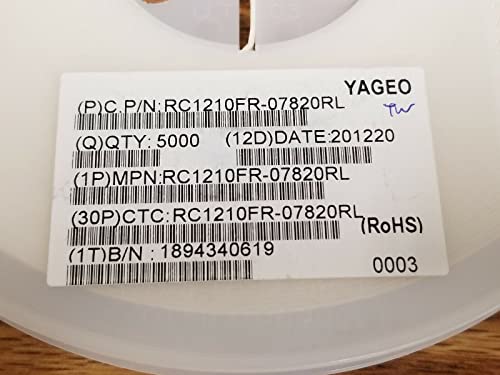 YAGEO
(P)C.P/N:RC1210FR-07820RL
TW
(Q)QTY: 5000 (12D)DATE:201220
(1P)MPN:RC1210FR-07820RL
(30P)CTC:RC1210FR-07820RL
(RoHS)
(1T)B/N : 1894340619
0003